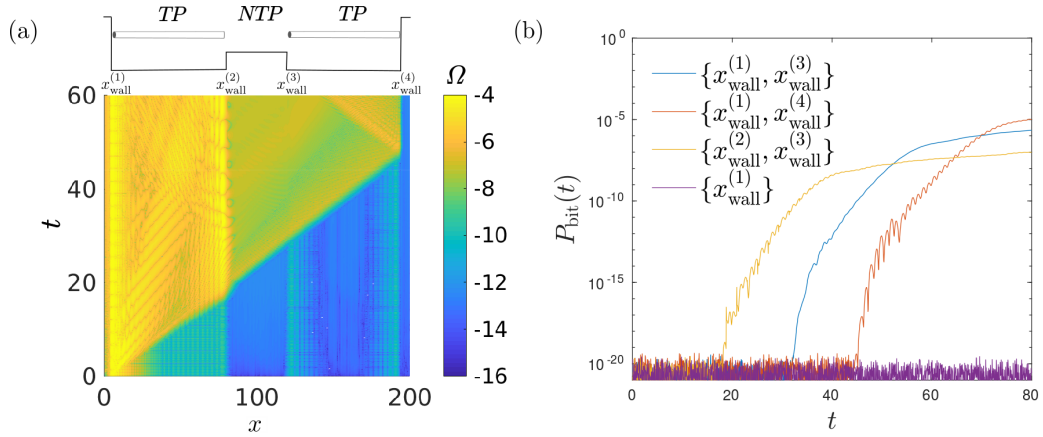 (a)
TP NTP TP
x_wall^(1) x_wall^(2) x_wall^(3) x_wall^(4)
Ω
60
40
20
0
t
0 100 200
x
-4
-6
-8
-10
-12
-14
-16
(b)
10^0
10^-5
10^-10
10^-15
10^-20
P_bit(t)
{x_wall^(1), x_wall^(3)}
{x_wall^(1), x_wall^(4)}
{x_wall^(2), x_wall^(3)}
{x_wall^(1)}
0 20 40 60 80
t